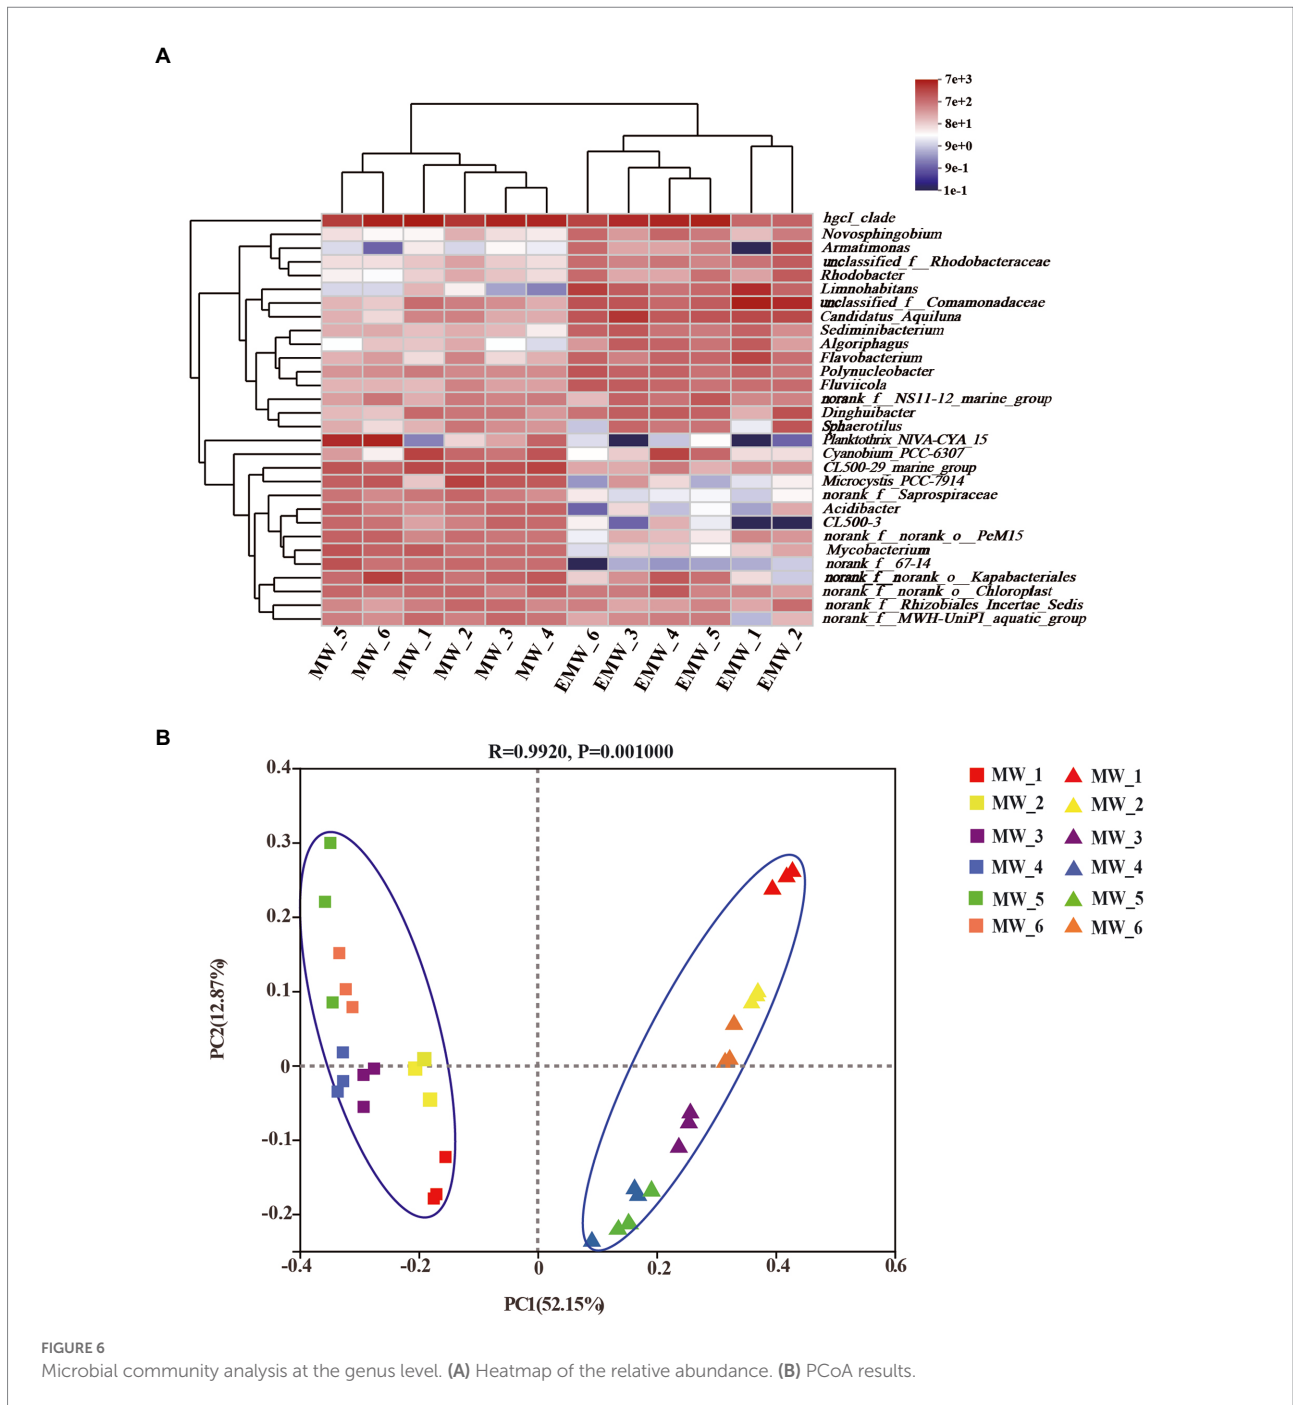 A
7e+3
7e+2
8e+1
9e+0
9e-1
1e-1
hgcI_clade
Novosphingobium
Armatimonas
unclassified_f__Rhodobacteraceae
Rhodobacter
Limnohabitans
unclassified_f__Comamonadaceae
Candidatus_Aquiluna
Sediminibacterium
Algoriphagus
Flavobacterium
Polynucleobacter
Fluviicola
norank_f__NS11-12_marine_group
Dinghuibacter
Sphaerotilus
Planktothrix_NIVA-CYA_15
Cyanobium_PCC-6307
CL500-29_marine_group
Microcystis_PCC-7914
norank_f__Saprospiraceae
Acidibacter
CL500-3
norank_f__norank_o__PeM15
Mycobacterium
norank_f__67-14
norank_f__norank_o__Kapabacteriales
norank_f__norank_o__Chloroplast
norank_f__Rhizobiales_Incertae_Sedis
norank_f__MWH-UniP1_aquatic_group
MW_5 MW_6 MW_1 MW_2 MW_3 MW_4 EMW_6 EMW_3 EMW_4 EMW_5 EMW_1 EMW_2
B
R=0.9920, P=0.001000
0.4
0.3
0.2
0.1
0
-0.1
-0.2
PC2(12.87%)
-0.4 -0.2 0 0.2 0.4 0.6
PC1(52.15%)
MW_1 MW_1
MW_2 MW_2
MW_3 MW_3
MW_4 MW_4
MW_5 MW_5
MW_6 MW_6
FIGURE 6
Microbial community analysis at the genus level. (A) Heatmap of the relative abundance. (B) PCoA results.